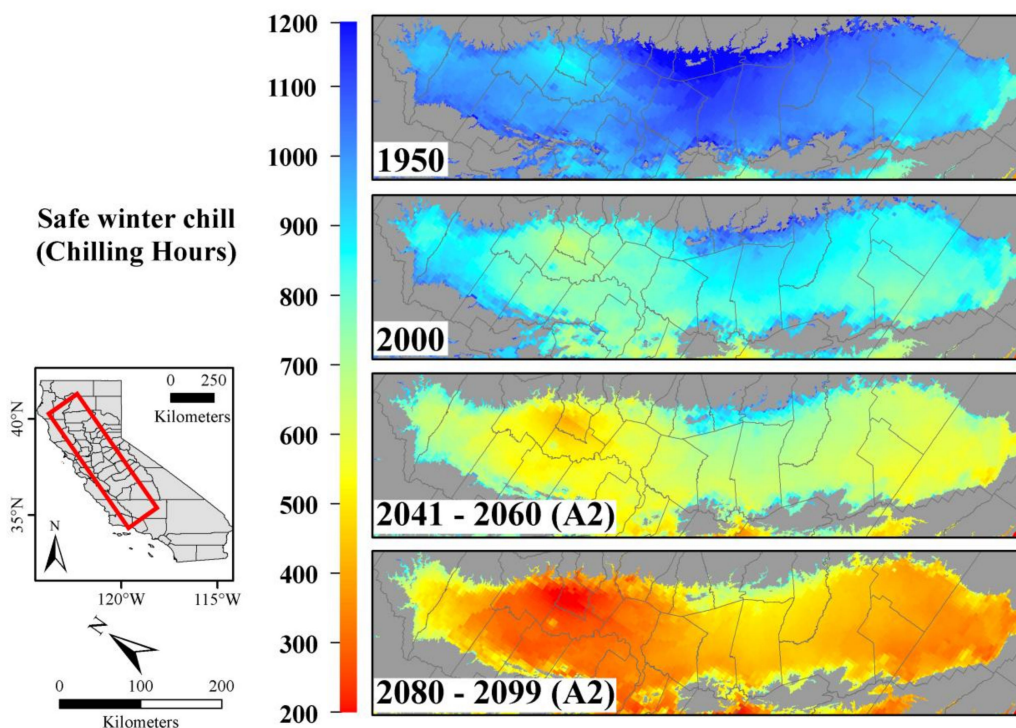 Safe winter chill
(Chilling Hours)
1200
1100
1000
900
800
700
600
500
400
300
200
1950
2000
2041 - 2060 (A2)
2080 - 2099 (A2)
0 250
Kilometers
40°N
35°N
N
120°W 115°W
N
0 100 200
Kilometers